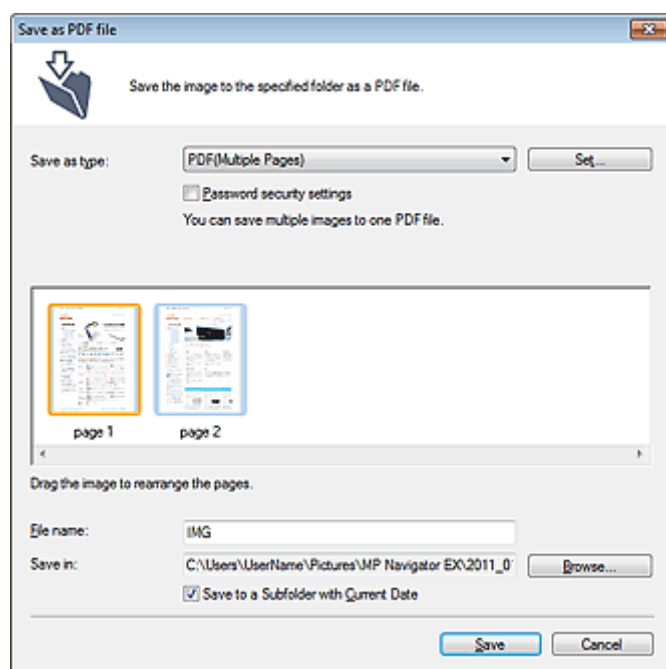 Save as PDF file
Save the image to the specified folder as a PDF file.
Save as type: PDF(Multiple Pages) Set...
Password security settings
You can save multiple images to one PDF file.
page 1 page 2
Drag the image to rearrange the pages.
File name: IMG
Save in: C:\Users\UserName\Pictures\MP Navigator EX\2011_0 Browse...
Save to a Subfolder with Current Date
Save Cancel